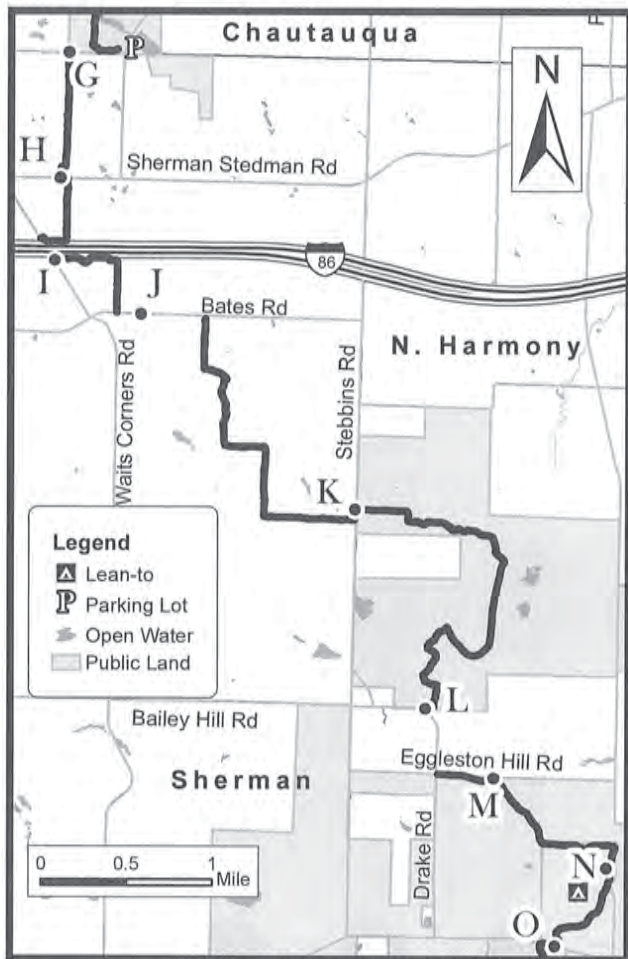 Chautauqua
P
G
N
H
Sherman Stedman Rd
86
I
J
Bates Rd
N. Harmony
Waits Corners Rd
Stebbins Rd
K
Legend
Lean-to
P Parking Lot
Open Water
Public Land
L
Bailey Hill Rd
Eggleston Hill Rd
Sherman
M
Drake Rd
0 0.5 1
Mile
N
O